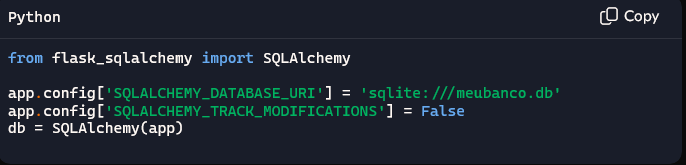 Python
Copy
from flask_sqlalchemy import SQLAlchemy
app.config['SQLALCHEMY_DATABASE_URI'] = 'sqlite:///meubanco.db'
app.config['SQLALCHEMY_TRACK_MODIFICATIONS'] = False
db = SQLAlchemy(app)